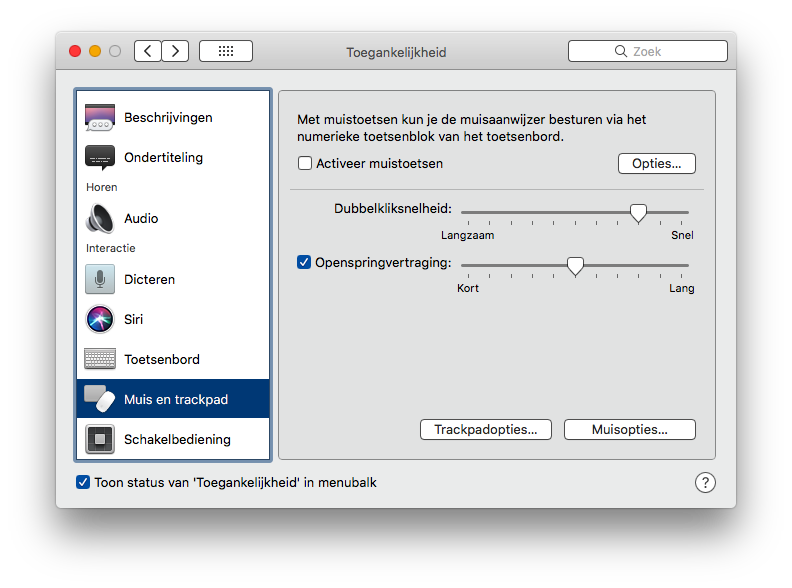 Toegankelijkheid
Zoek
Beschrijvingen
Ondertiteling
Horen
Audio
Interactie
Dicteren
Siri
Toetsenbord
Muis en trackpad
Schakelbediening
Met muistoetsen kun je de muisaanwijzer besturen via het
numerieke toetsenblok van het toetsenbord.
Activeer muistoetsen
Opties...
Dubbelkliksnelheid:
Langzaam
Snel
Openspringvertraging:
Kort
Lang
Trackpadopties...
Muisopties...
Toon status van 'Toegankelijkheid' in menubalk
?